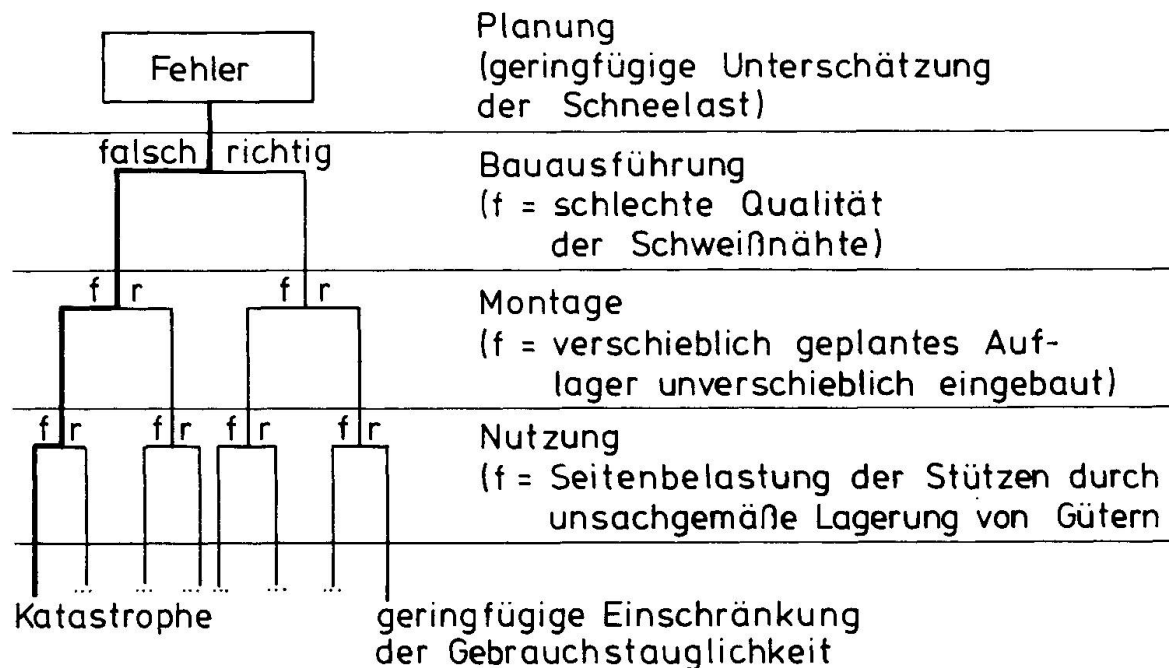 Fehler
Planung
(geringfügige Unterschätzung
der Schneelast)
falsch richtig
Bauausführung
(f = schlechte Qualität
der Schweißnähte)
f r f r
Montage
(f = verschieblich geplantes Auf-
lager unverschieblich eingebaut)
f r f r f r f r
Nutzung
(f = Seitenbelastung der Stützen durch
unsachgemäße Lagerung von Gütern
... ... ... ... ... ...
Katastrophe
geringfügige Einschränkung
der Gebrauchstauglichkeit